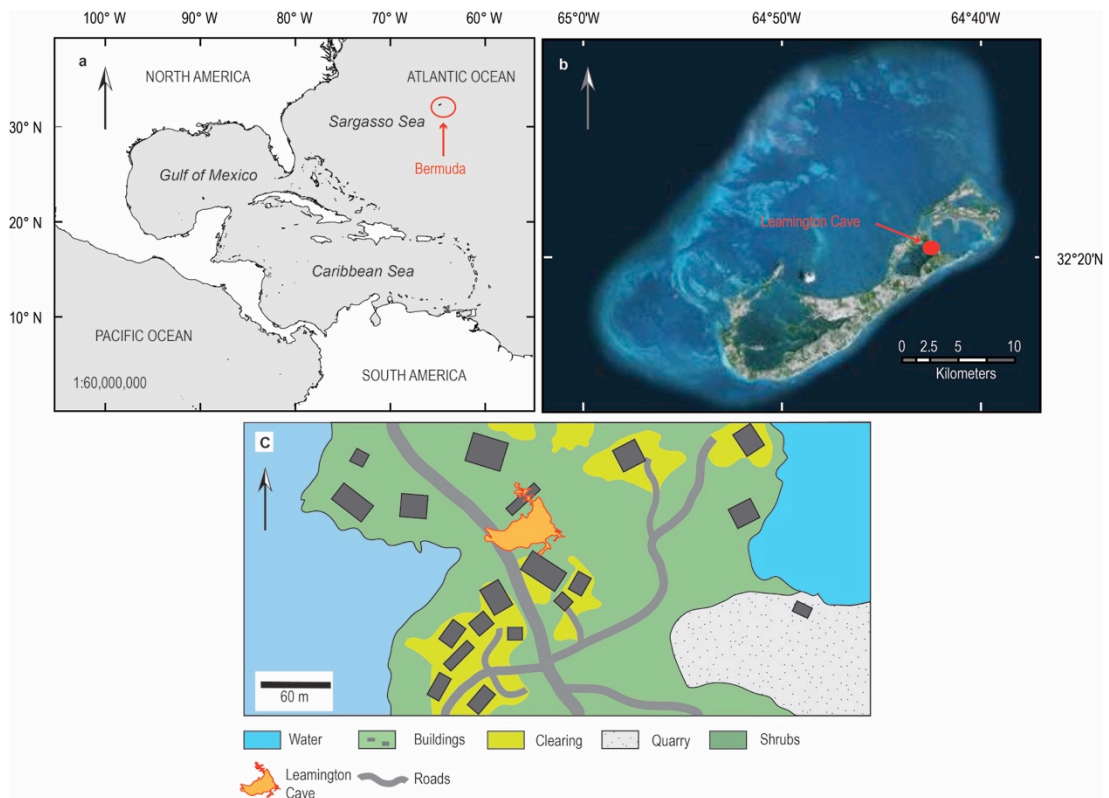 100° W
90° W
80° W
70° W
60° W
65°0'W
64°50'W
64°40'W
a
NORTH AMERICA
ATLANTIC OCEAN
Sargasso Sea
30° N
Bermuda
Gulf of Mexico
20° N
Caribbean Sea
10° N
PACIFIC OCEAN
SOUTH AMERICA
1:60,000,000
b
Leamington Cave
32°20'N
0 2.5 5 10
Kilometers
C
60 m
Water
Buildings
Clearing
Quarry
Shrubs
Leamington
Cave
Roads